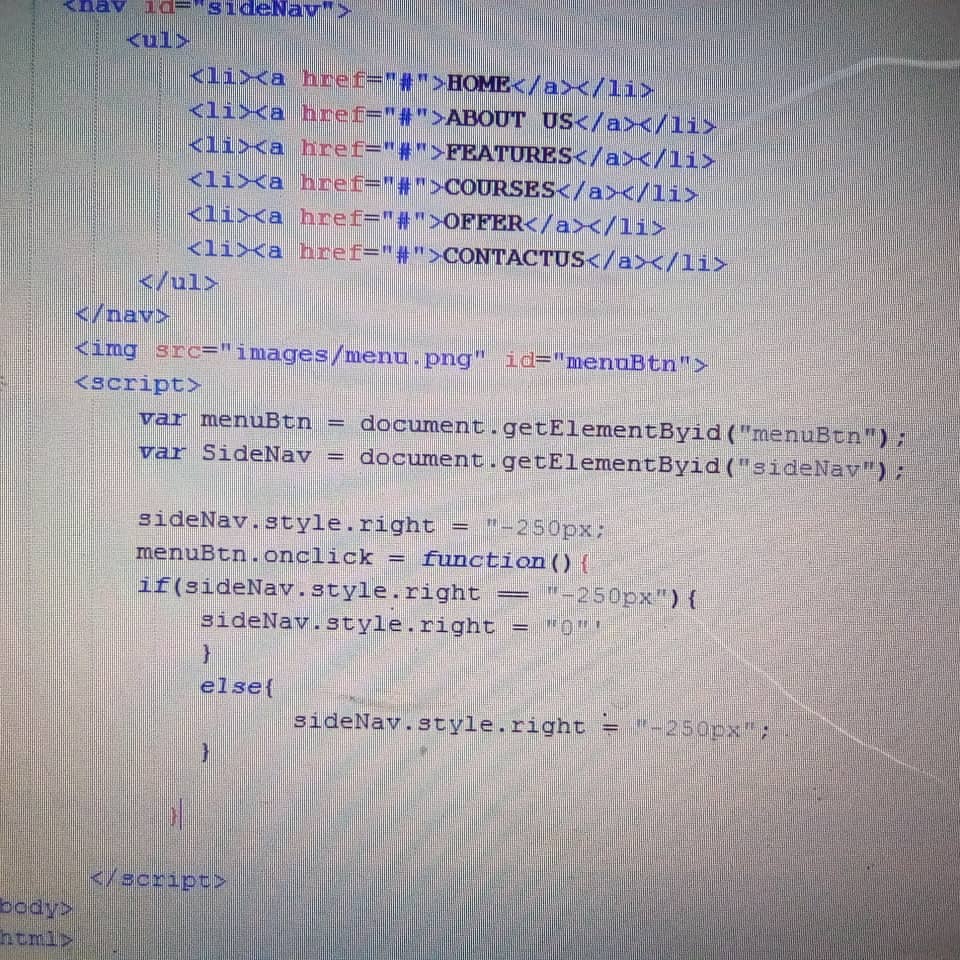 <nav id="sideNav">
<ul>
<li><a href="#">HOME</a></li>
<li><a href="#">ABOUT US</a></li>
<li><a href="#">FEATURES</a></li>
<li><a href="#">COURSES</a></li>
<li><a href="#">OFFER</a></li>
<li><a href="#">CONTACTUS</a></li>
</ul>
</nav>
<img src="images/menu.png" id="menuBtn">
<script>
var menuBtn = document.getElementByid("menuBtn");
var SideNav = document.getElementByid("sideNav");
sideNav.style.right = "-250px;
menuBtn.onclick = function(){
if(sideNav.style.right == "-250px"){
sideNav.style.right = "0"'
}
else{
sideNav.style.right = "-250px";
}
}
</script>
body>
html>